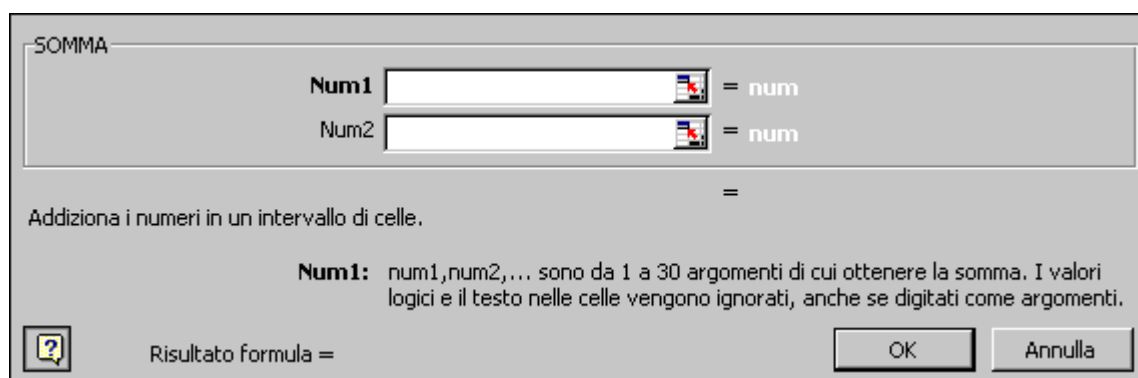 SOMMA
Num1 = num
Num2 = num
=
Addiziona i numeri in un intervallo di celle.
Num1: num1,num2,... sono da 1 a 30 argomenti di cui ottenere la somma. I valori
logici e il testo nelle celle vengono ignorati, anche se digitati come argomenti.
? Risultato formula = OK Annulla